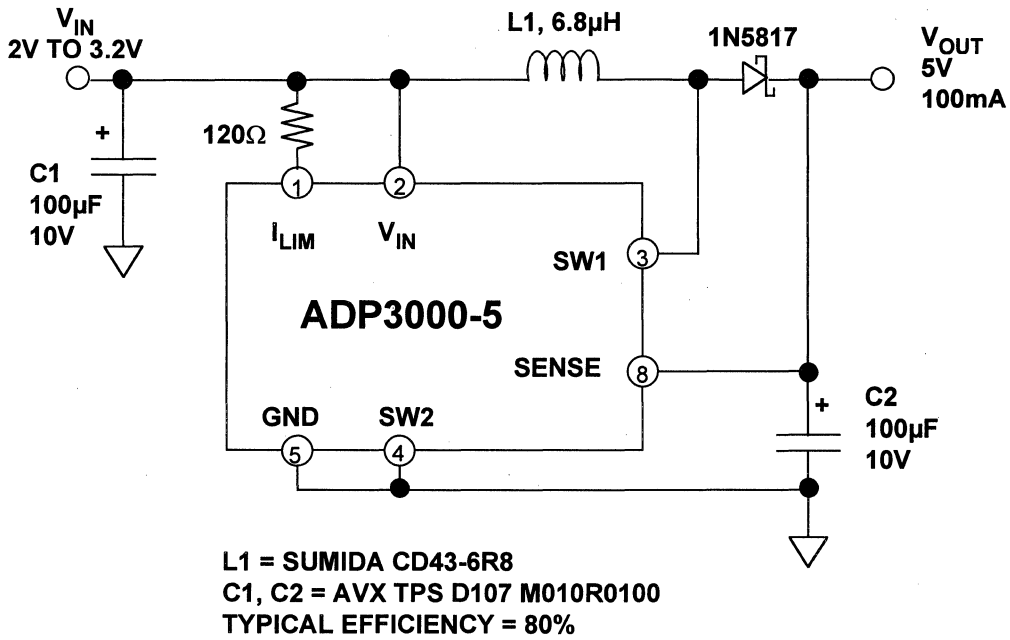 VIN
2V TO 3.2V
L1, 6.8µH
1N5817
VOUT
5V
100mA
120Ω
+
C1
100µF
10V
1
2
ILIM
VIN
SW1
3
ADP3000-5
SENSE
8
GND
SW2
5
4
+
C2
100µF
10V
L1 = SUMIDA CD43-6R8
C1, C2 = AVX TPS D107 M010R0100
TYPICAL EFFICIENCY = 80%